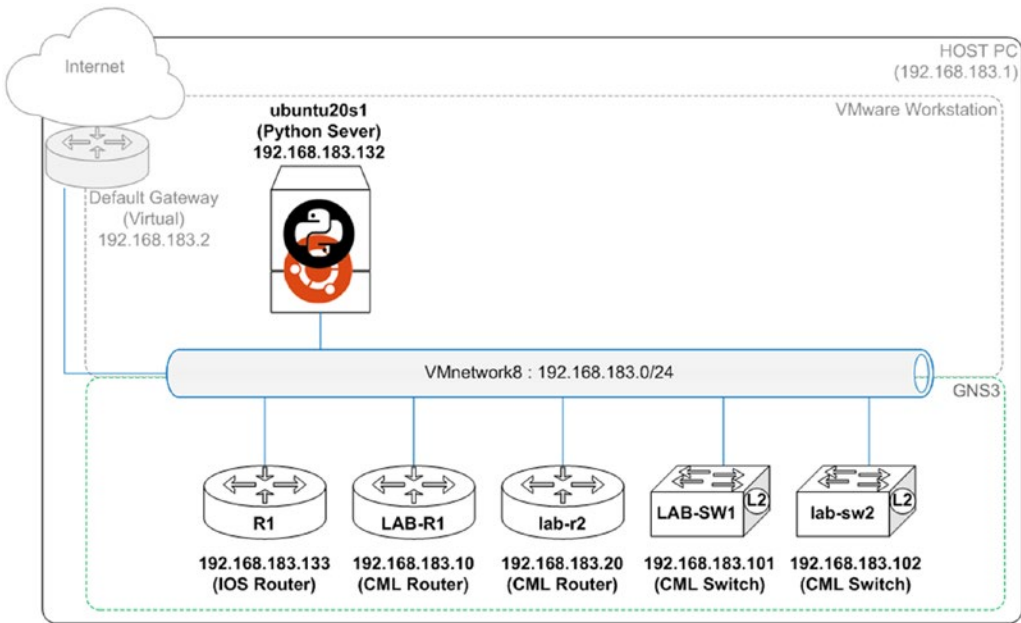 Internet
HOST PC
(192.168.183.1)
VMware Workstation
ubuntu20s1
(Python Sever)
192.168.183.132
Default Gateway
(Virtual)
192.168.183.2
VMnetwork8 : 192.168.183.0/24
GNS3
R1
192.168.183.133
(IOS Router)
LAB-R1
192.168.183.10
(CML Router)
lab-r2
192.168.183.20
(CML Router)
LAB-SW1
L2
192.168.183.101
(CML Switch)
lab-sw2
L2
192.168.183.102
(CML Switch)